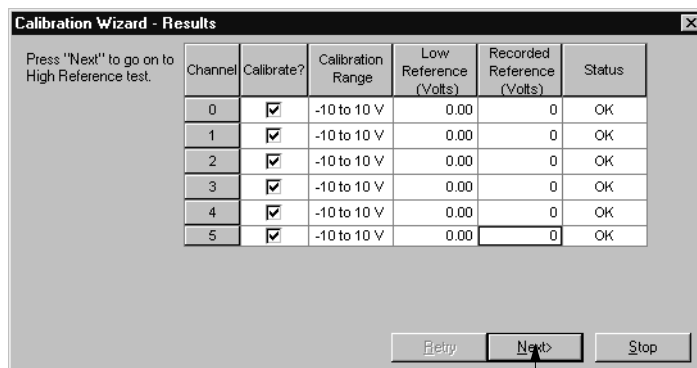 Calibration Wizard - Results
Press "Next" to go on to
High Reference test.
Channel Calibrate? Calibration Range Low Reference (Volts) Recorded Reference (Volts) Status
0 -10 to 10 V 0.00 0 OK
1 -10 to 10 V 0.00 0 OK
2 -10 to 10 V 0.00 0 OK
3 -10 to 10 V 0.00 0 OK
4 -10 to 10 V 0.00 0 OK
5 -10 to 10 V 0.00 0 OK
Retry Next> Stop